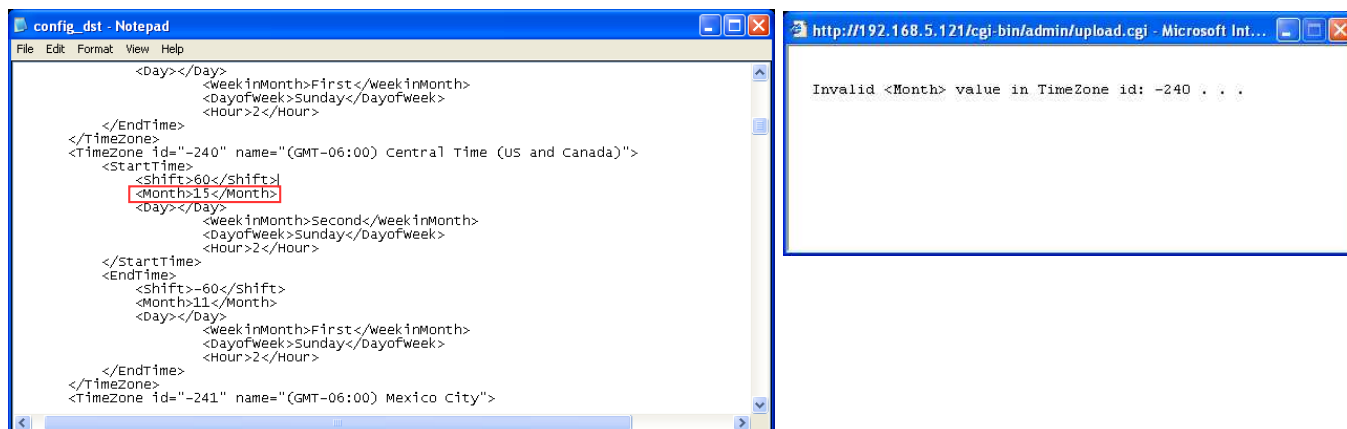 config_dst - Notepad
File Edit Format View Help
<Day></Day>
<WeekinMonth>First</WeekinMonth>
<DayofWeek>Sunday</DayofWeek>
<Hour>2</Hour>
</EndTime>
</TimeZone>
<TimeZone id="-240" name="(GMT-06:00) Central Time (US and Canada)">
<StartTime>
<Shift>60</Shift>
<Month>15</Month>
<Day></Day>
<WeekinMonth>Second</WeekinMonth>
<DayofWeek>Sunday</DayofWeek>
<Hour>2</Hour>
</StartTime>
<EndTime>
<Shift>-60</Shift>
<Month>11</Month>
<Day></Day>
<WeekinMonth>First</WeekinMonth>
<DayofWeek>Sunday</DayofWeek>
<Hour>2</Hour>
</EndTime>
</TimeZone>
<TimeZone id="-241" name="(GMT-06:00) Mexico City">
http://192.168.5.121/cgi-bin/admin/upload.cgi - Microsoft Int...
Invalid <Month> value in TimeZone id: -240 . . .